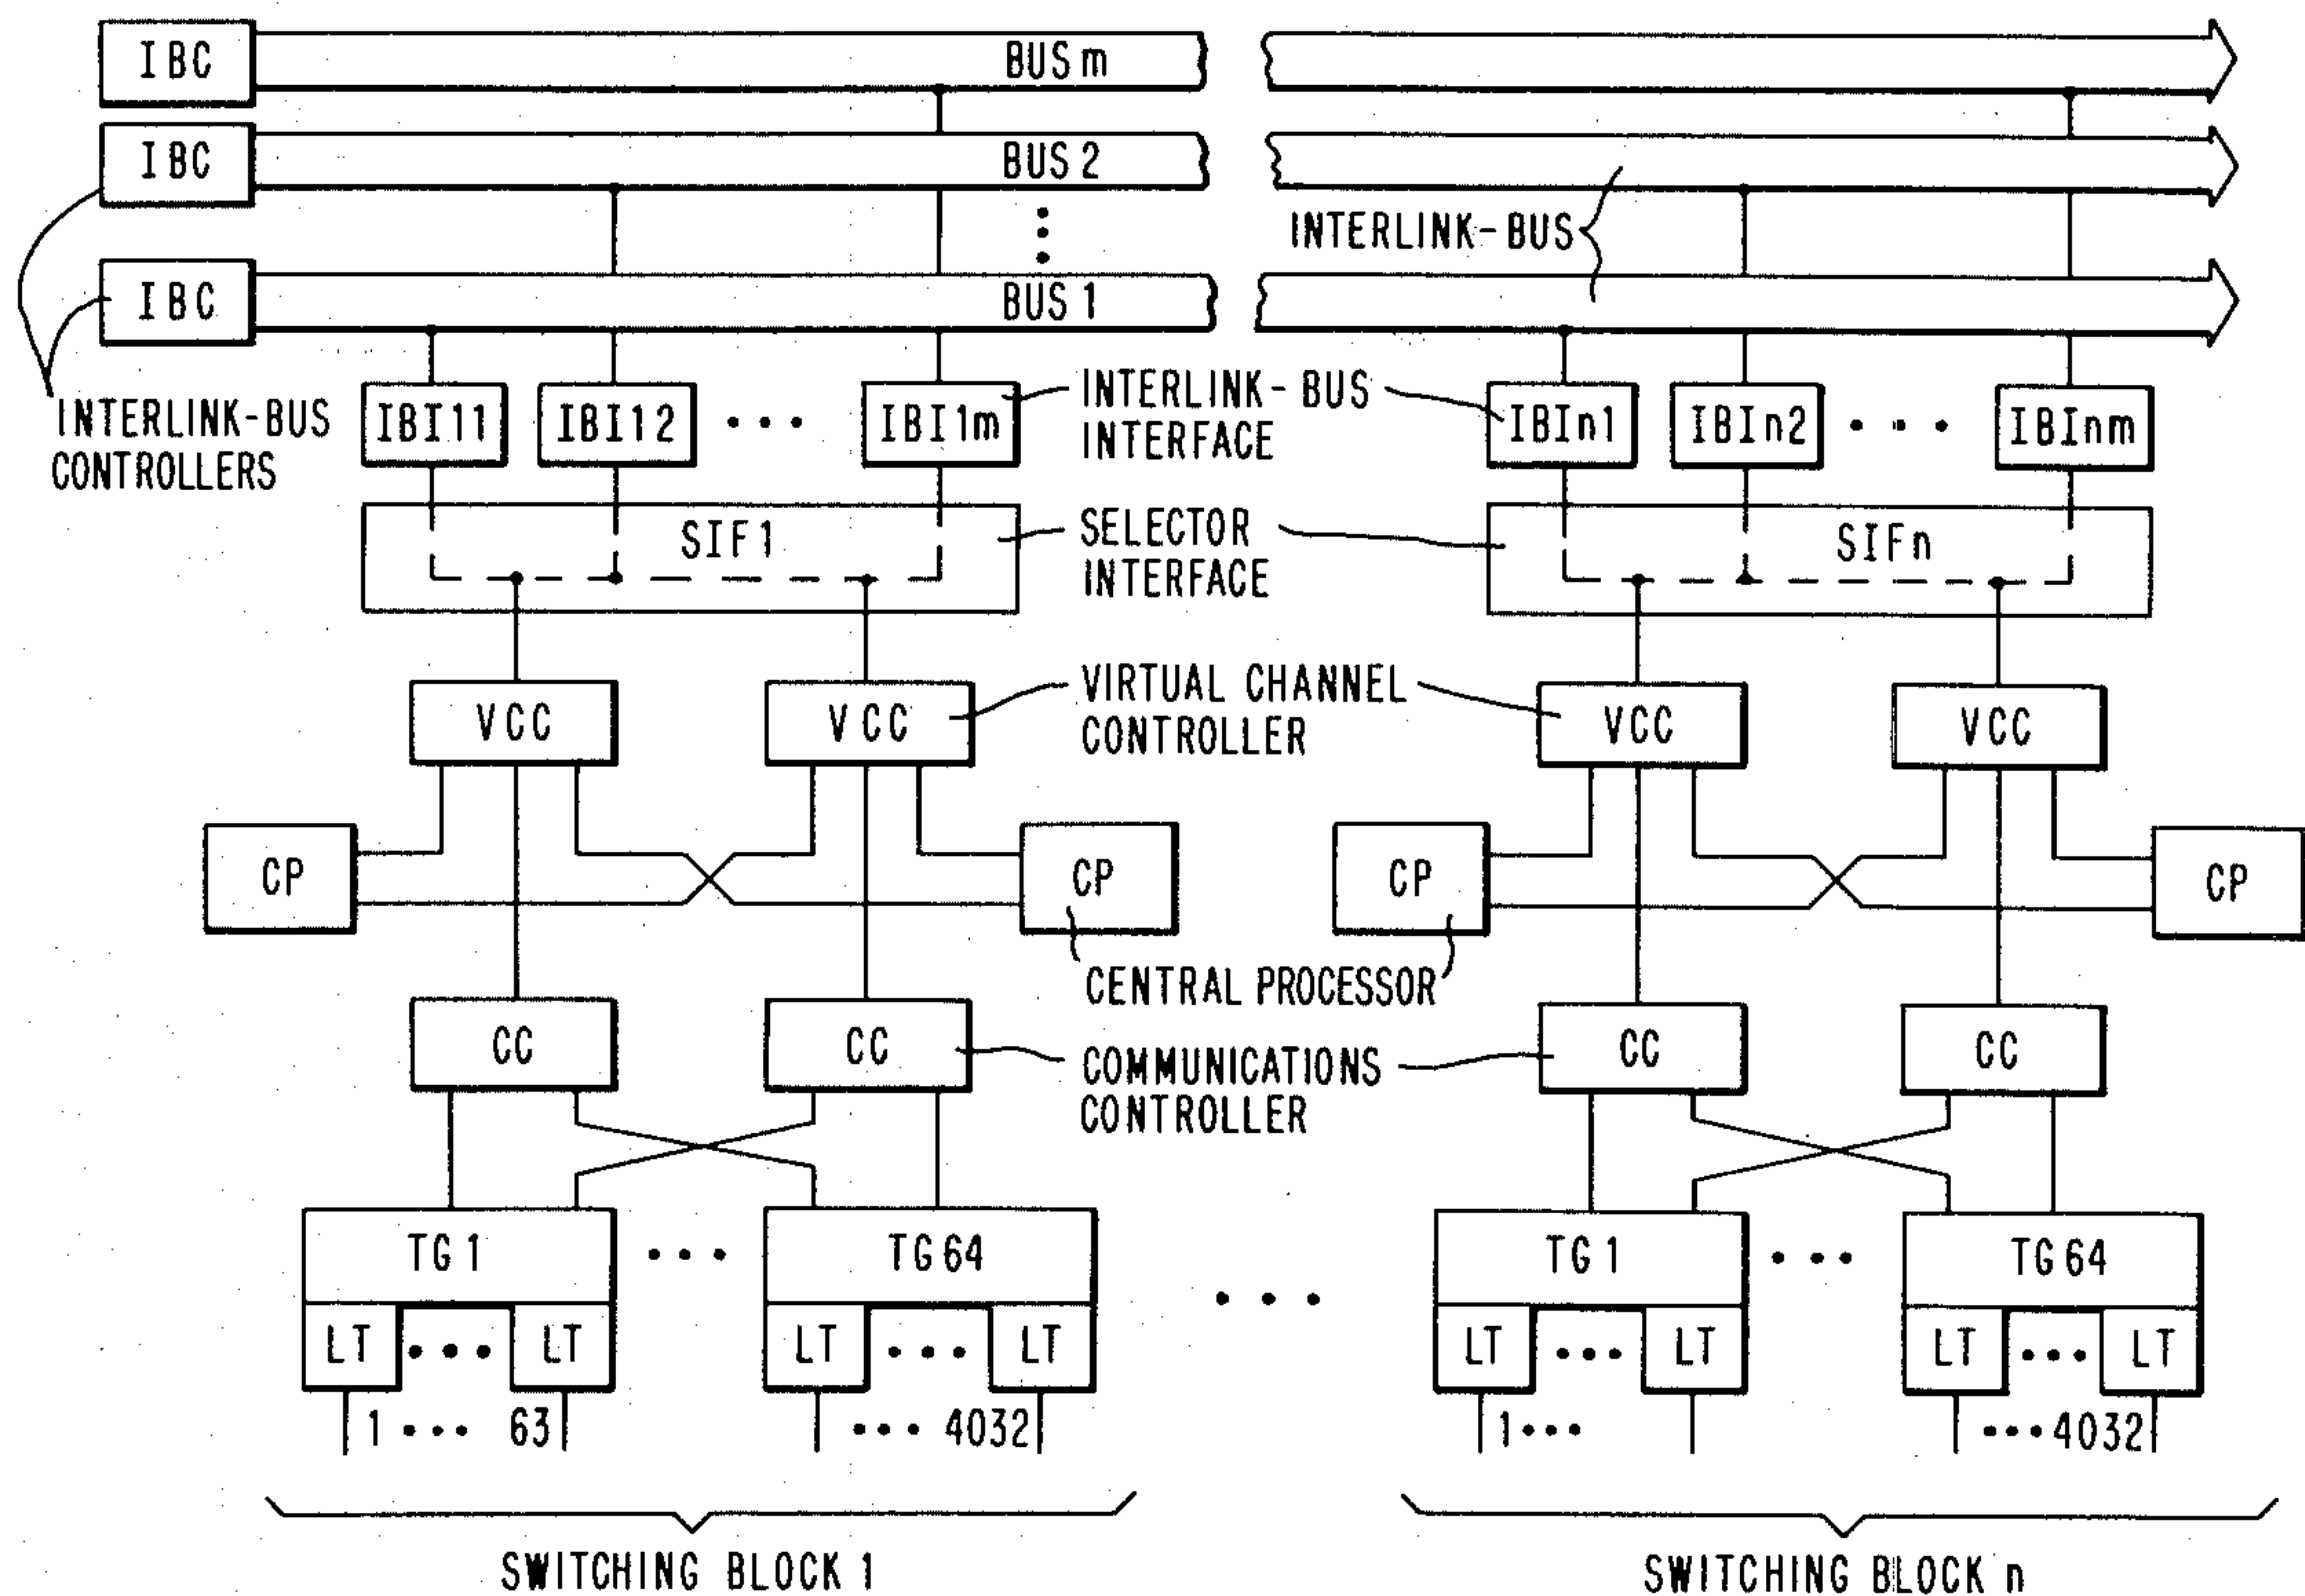 IBC
BUS m
IBC
BUS 2
INTERLINK-BUS
IBC
BUS 1
INTERLINK-BUS
CONTROLLERS
IBI11
IBI12
IBI1m
INTERLINK-BUS
INTERFACE
IBIn1
IBIn2
IBInm
SIF1
SELECTOR
INTERFACE
SIFn
VCC
VCC
VIRTUAL CHANNEL
CONTROLLER
VCC
VCC
CP
CP
CP
CP
CENTRAL PROCESSOR
CC
CC
COMMUNICATIONS
CONTROLLER
CC
CC
TG 1
• • •
TG 64
• • •
TG 1
• • •
TG 64
LT • • • LT
LT • • • LT
LT • • • LT
LT • • • LT
1 • • • 63
• • • 4032
1 • • •
• • • 4032
SWITCHING BLOCK 1
SWITCHING BLOCK n